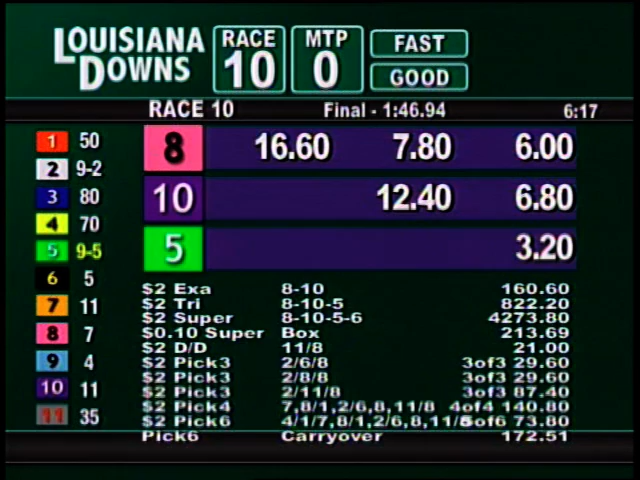 LOUISIANA DOWNS
RACE 10
MTP 0
FAST
GOOD
RACE 10 Final - 1:46.94 6:17
1 50
2 9-2
3 80
4 70
5 9-5
6 5
7 11
8 7
9 4
10 11
11 35
8 16.60 7.80 6.00
10 12.40 6.80
5 3.20
$2 Exa 8-10 160.60
$2 Tri 8-10-5 822.20
$2 Super 8-10-5-6 4273.80
$0.10 Super Box 213.69
$2 D/D 11/8 21.00
$2 Pick3 2/6/8 3of3 29.60
$2 Pick3 2/8/8 3of3 29.60
$2 Pick3 2/11/8 3of3 87.40
$2 Pick4 7,8/1,2/6,8,11/8 4of4 140.80
$2 Pick6 4/1/7,8/1,2/6,8,11/8 5of6 73.80
Pick6 Carryover 172.51